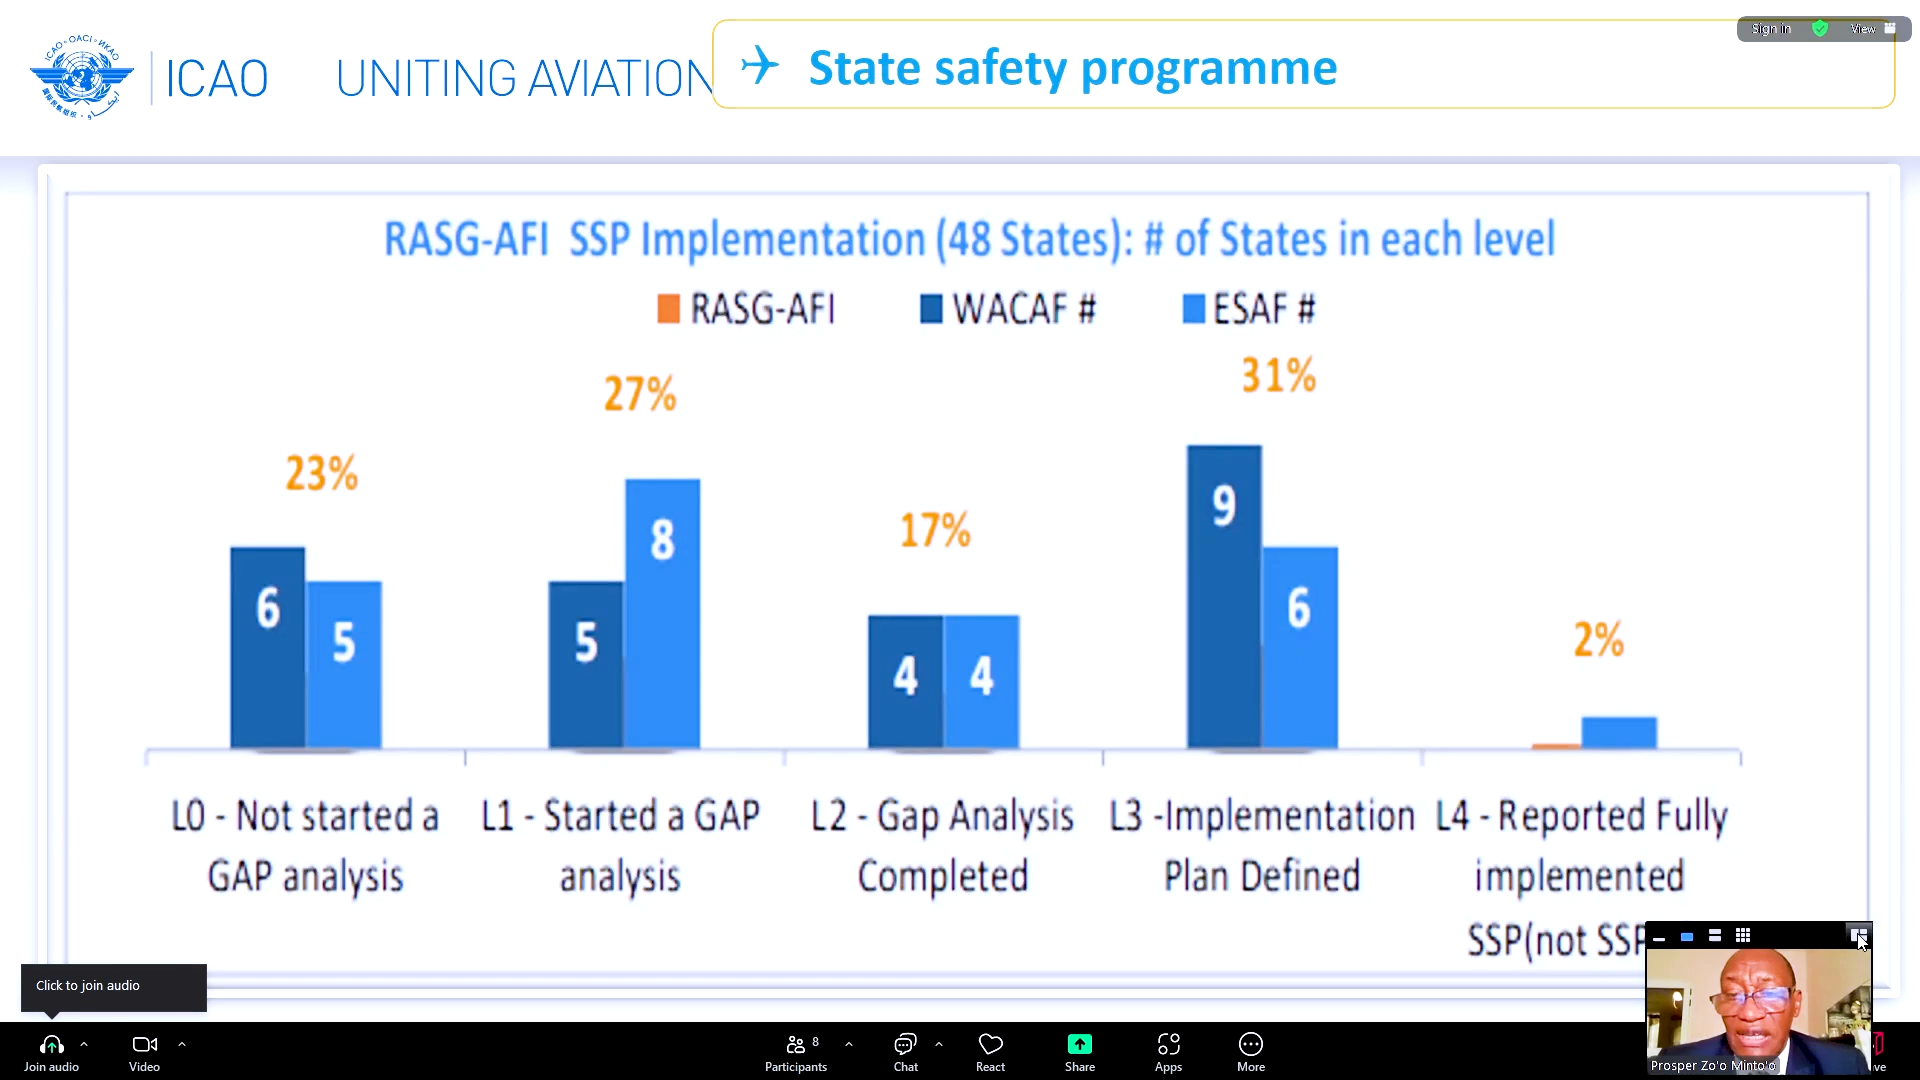 ICAO · OACI · ИКАО
ICAO
UNITING AVIATION
State safety programme
Sign in
View
RASG-AFI SSP Implementation (48 States): # of States in each level
RASG-AFI WACAF # ESAF #
31%
27%
23%
17%
2%
9
8
6
6
5
5
4 4
L0 - Not started a GAP analysis
L1 - Started a GAP analysis
L2 - Gap Analysis Completed
L3 -Implementation Plan Defined
L4 - Reported Fully implemented SSP(not SSP
Click to join audio
Prosper Zo'o Minto'o
Join audio
Video
Participants 8
Chat
React
Share
Apps
More